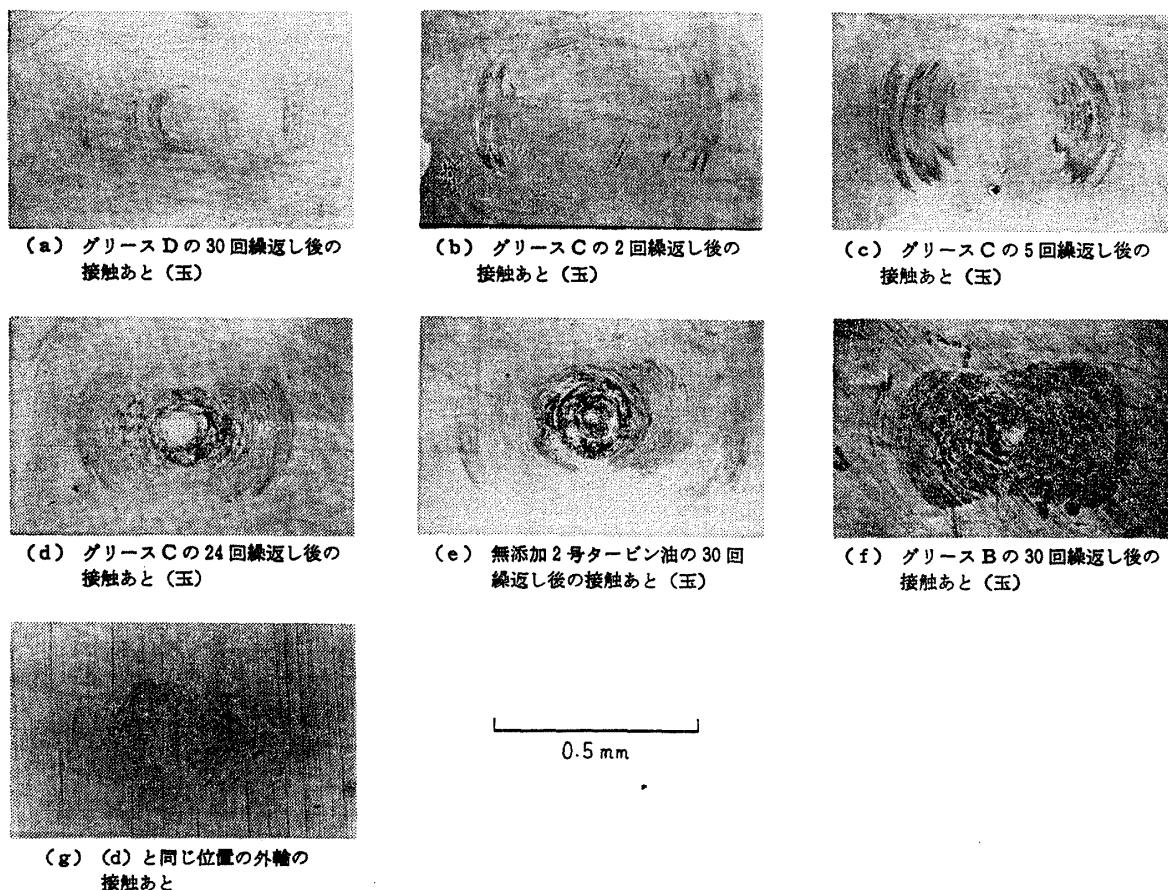 (a) グリースDの30回繰返し後の
接触あと(玉)
(b) グリースCの2回繰返し後の
接触あと(玉)
(c) グリースCの5回繰返し後の
接触あと(玉)
(d) グリースCの24回繰返し後の
接触あと(玉)
(e) 無添加2号タービン油の30回
繰返し後の接触あと(玉)
(f) グリースBの30回繰返し後の
接触あと(玉)
0.5 mm
(g) (d)と同じ位置の外輪の
接触あと